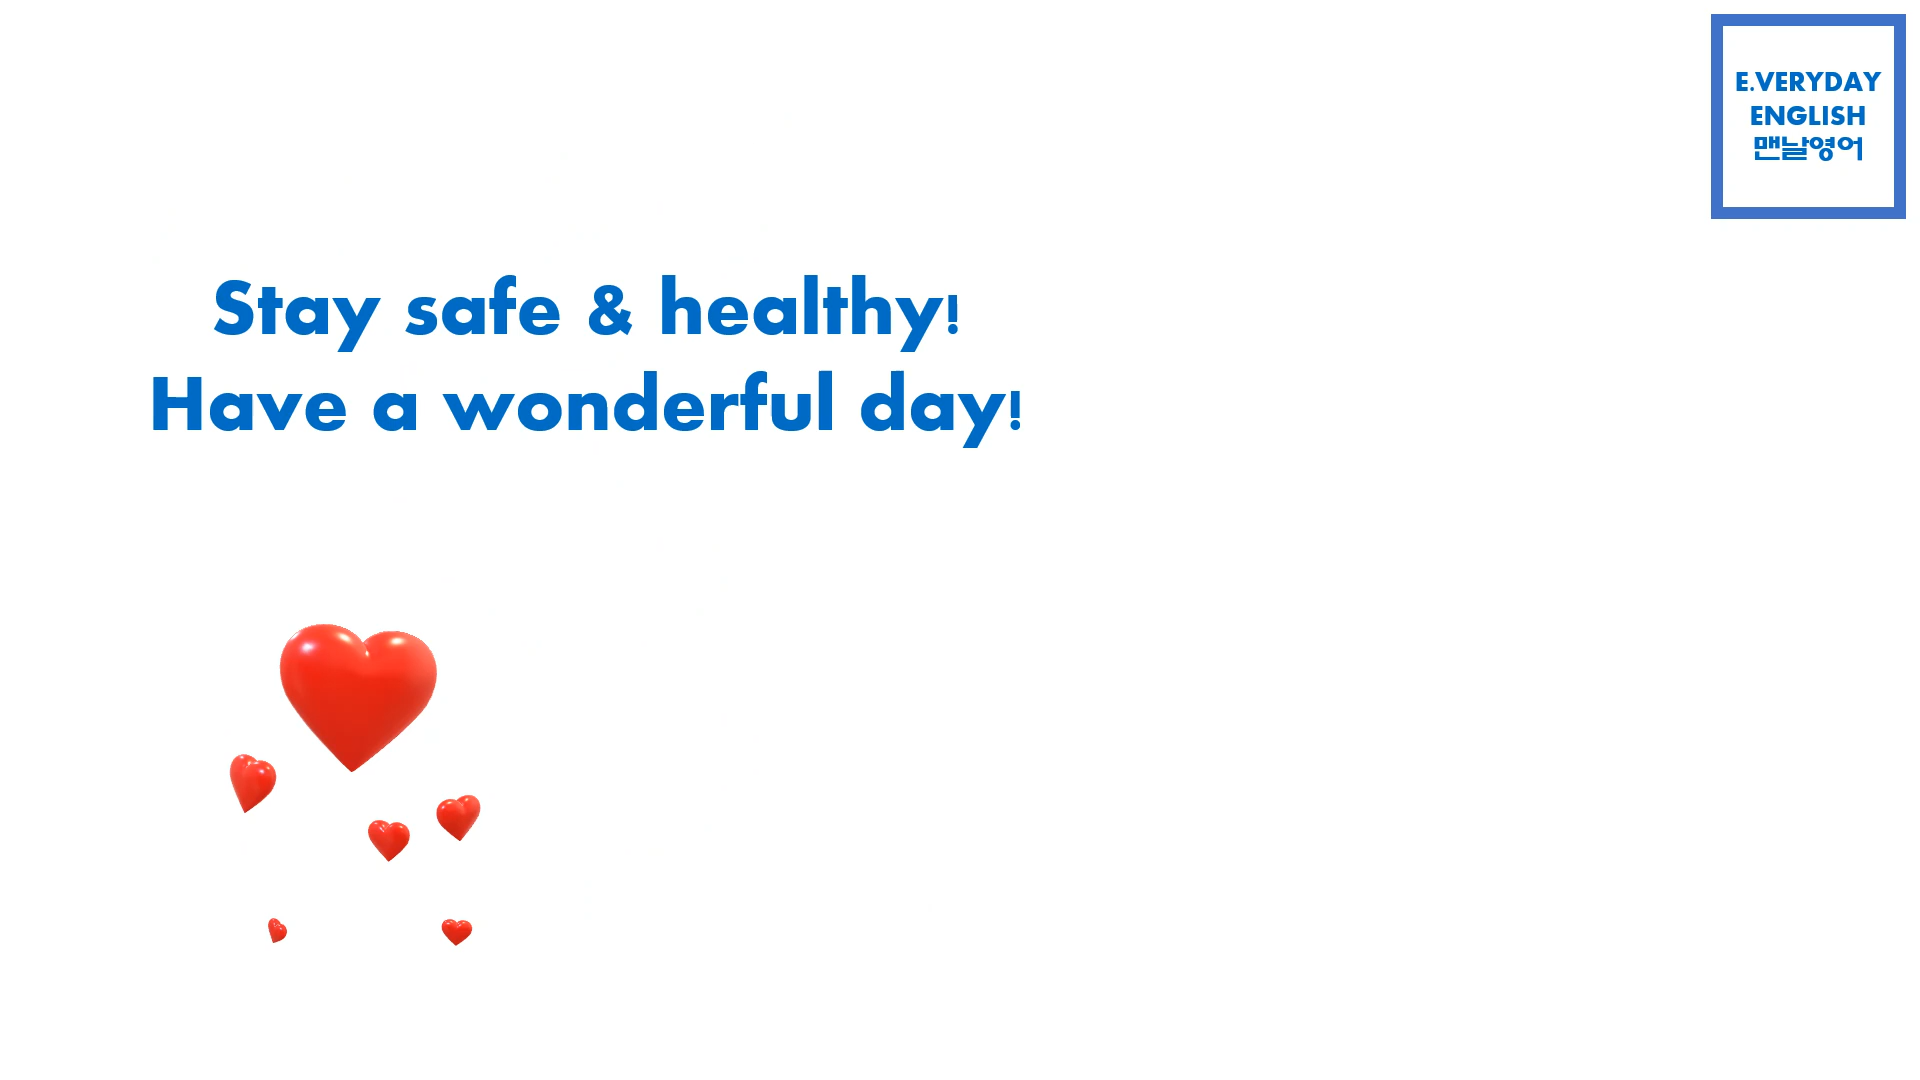 E.VERYDAY
ENGLISH
맨날영어
Stay safe & healthy!
Have a wonderful day!